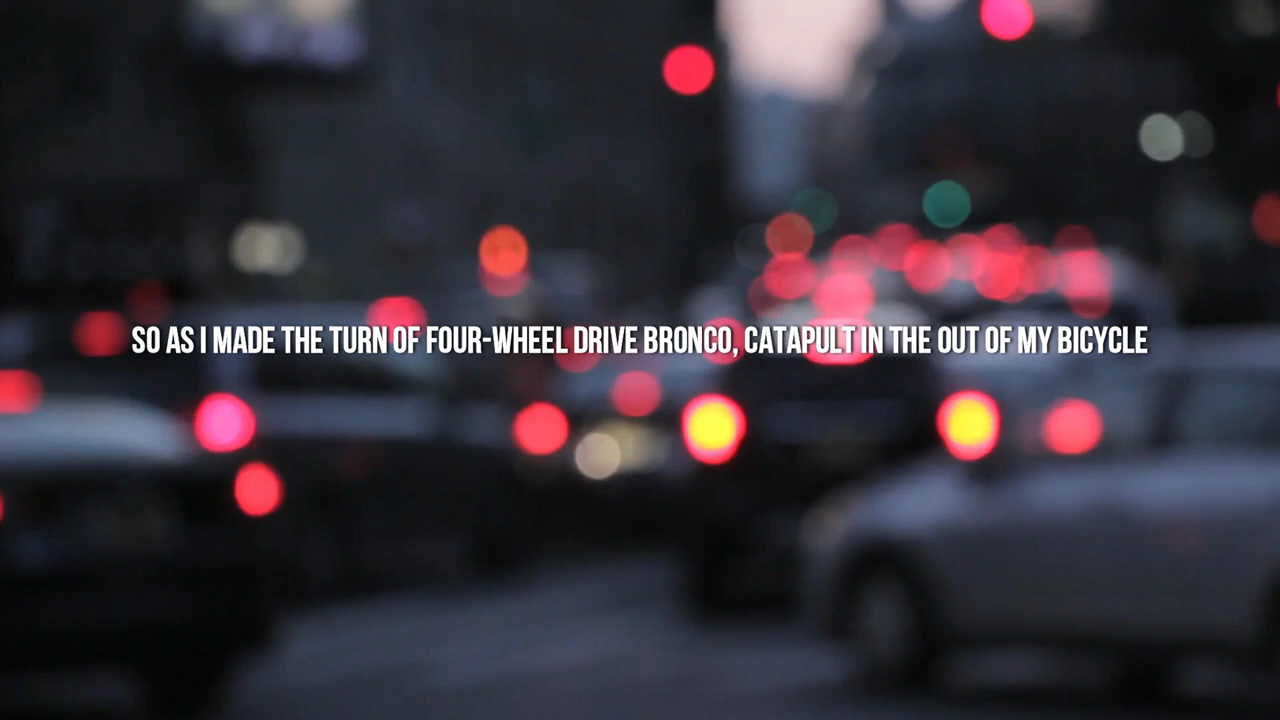 SO AS I MADE THE TURN OF FOUR-WHEEL DRIVE BRONCO, CATAPULT IN THE OUT OF MY BICYCLE